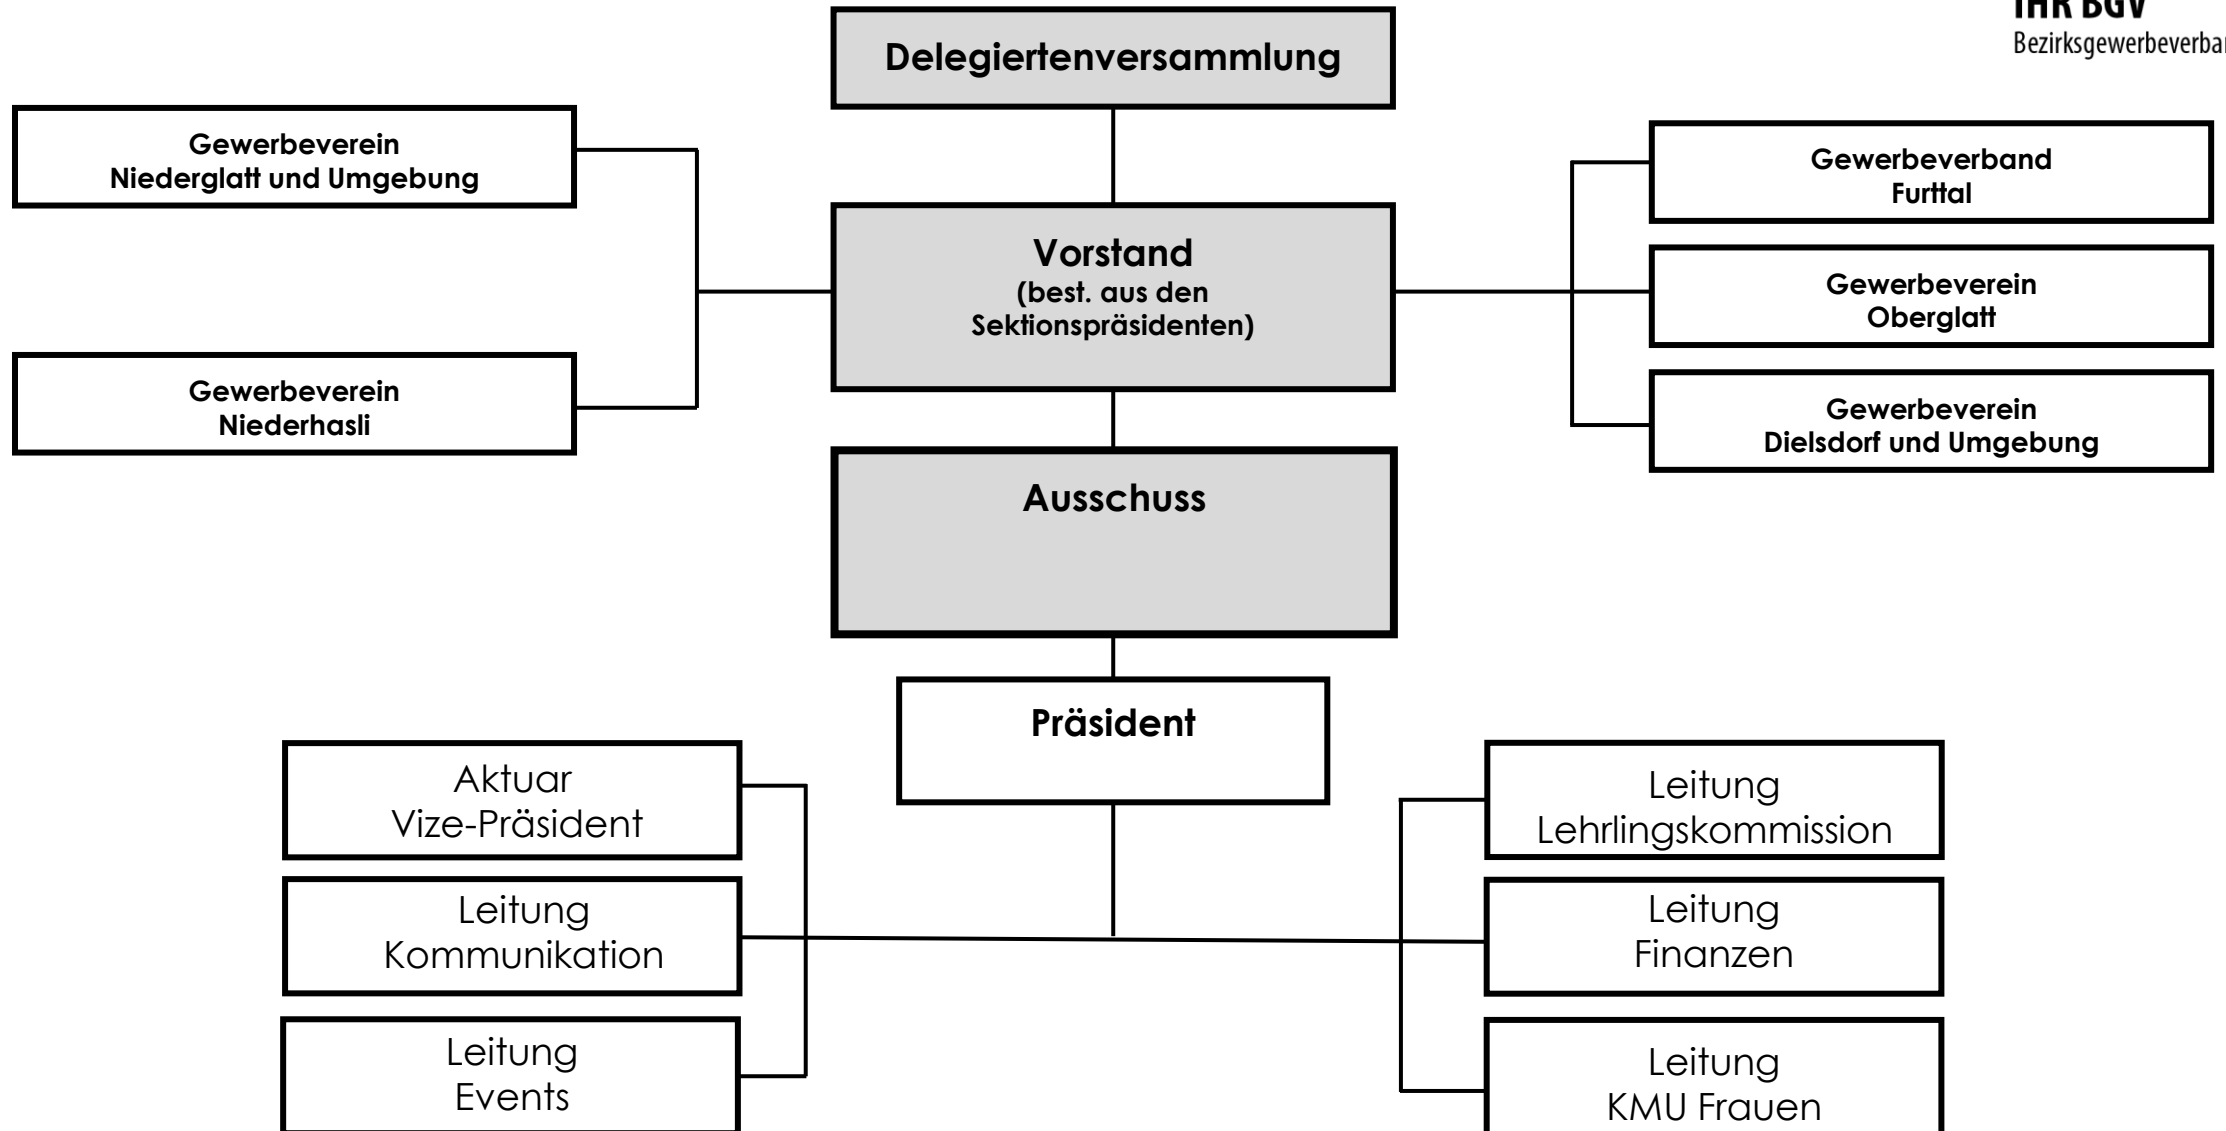 IHR BGV
Delegiertenversammlung
Gewerbeverein
Niederglatt und Umgebung
Gewerbeverein
Niederhasli
Vorstand
(best. aus den
Sektionspräsidenten)
Gewerbeverband
Furttal
Gewerbeverein
Oberglatt
Gewerbeverein
Dielsdorf und Umgebung
Ausschuss
Präsident
Aktuar
Vize-Präsident
Leitung
Kommunikation
Leitung
Events
Leitung
Lehrlingskommission
Leitung
Finanzen
Leitung
KMU Frauen